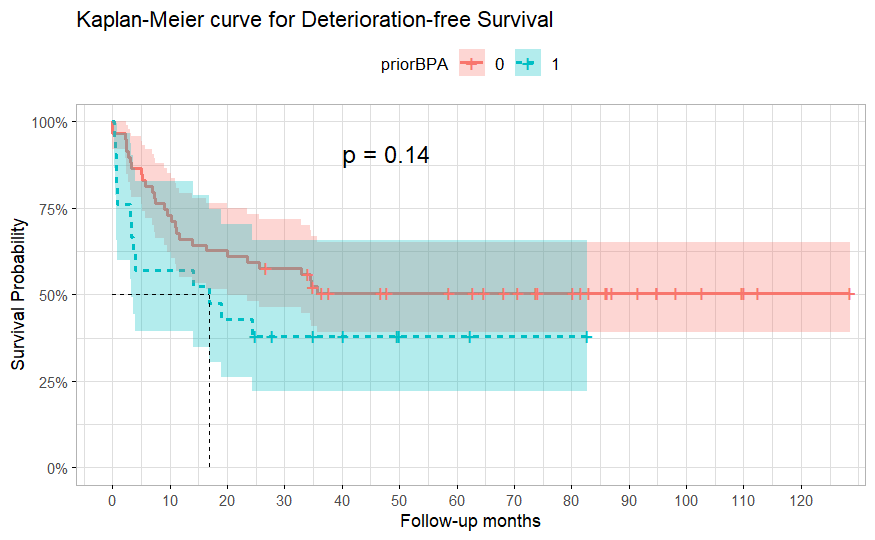 Kaplan-Meier curve for Deterioration-free Survival
priorBPA 0 1
p = 0.14
Survival Probability
100%
75%
50%
25%
0%
0 10 20 30 40 50 60 70 80 90 100 110 120
Follow-up months